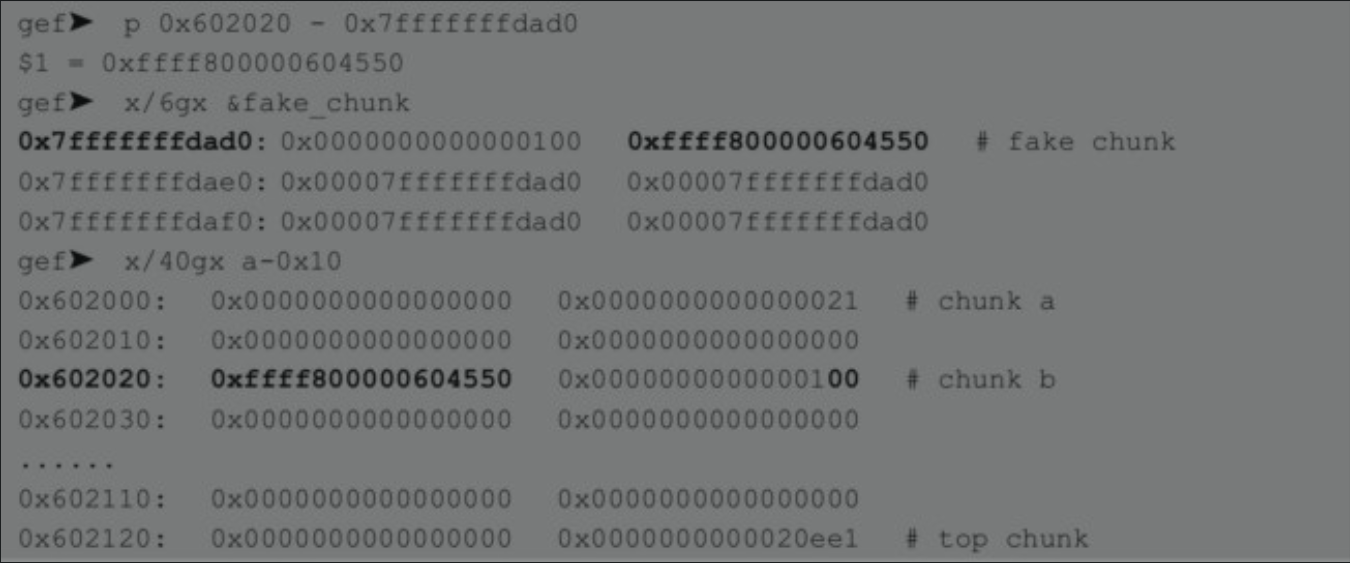 gef➤  p 0x602020 - 0x7fffffffdad0
$1 = 0xffff800000604550
gef➤  x/6gx &fake_chunk
0x7fffffffdad0: 0x0000000000000100   0xffff800000604550   # fake chunk
0x7fffffffdae0: 0x00007fffffffdad0   0x00007fffffffdad0
0x7fffffffdaf0: 0x00007fffffffdad0   0x00007fffffffdad0
gef➤  x/40gx a-0x10
0x602000:   0x0000000000000000   0x0000000000000021   # chunk a
0x602010:   0x0000000000000000   0x0000000000000000
0x602020:   0xffff800000604550   0x0000000000000100   # chunk b
0x602030:   0x0000000000000000   0x0000000000000000
......
0x602110:   0x0000000000000000   0x0000000000000000
0x602120:   0x0000000000000000   0x0000000000020ee1   # top chunk